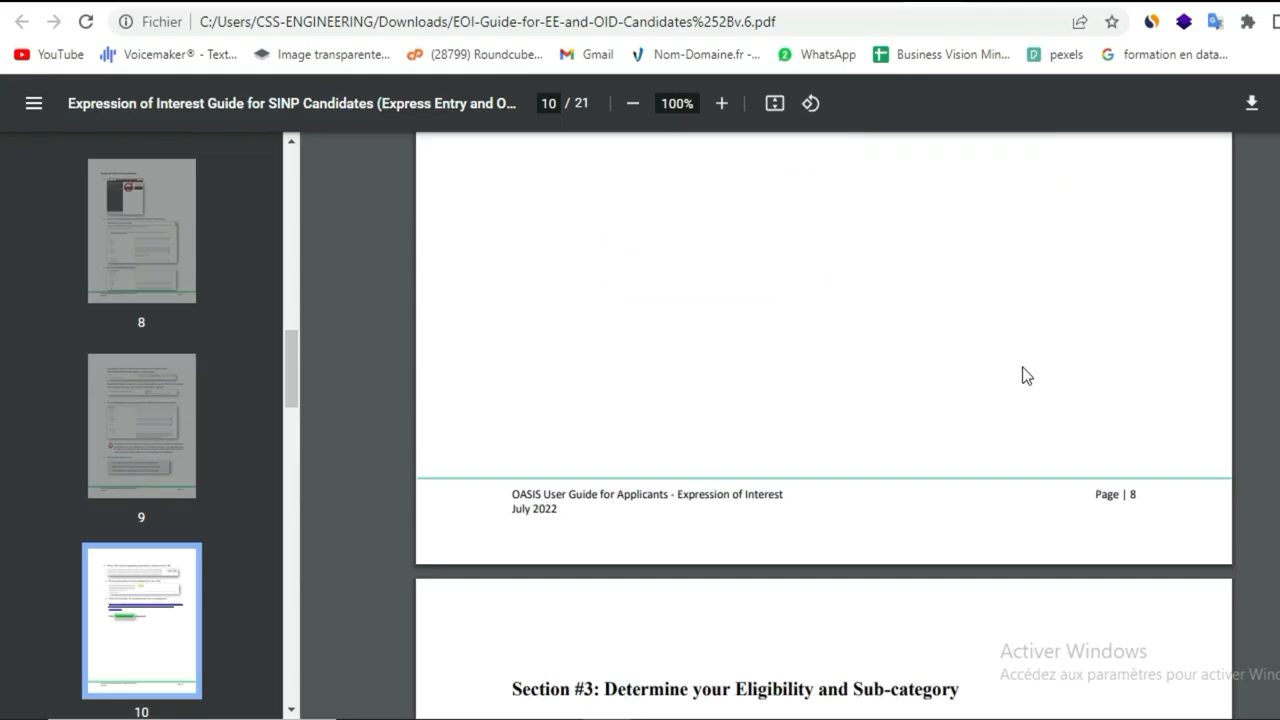 Fichier C:/Users/CSS-ENGINEERING/Downloads/EOI-Guide-for-EE-and-OID-Candidates%252Bv.6.pdf
YouTube Voicemaker® - Text... Image transparente... (28799) Roundcube... Gmail Nom-Domaine.fr -... WhatsApp Business Vision Min... pexels formation en data...
Expression of Interest Guide for SINP Candidates (Express Entry and O... 10 / 21 100%
8
9
10
OASIS User Guide for Applicants - Expression of Interest Page | 8
July 2022
Activer Windows
Accédez aux paramètres pour activer Wind
Section #3: Determine your Eligibility and Sub-category